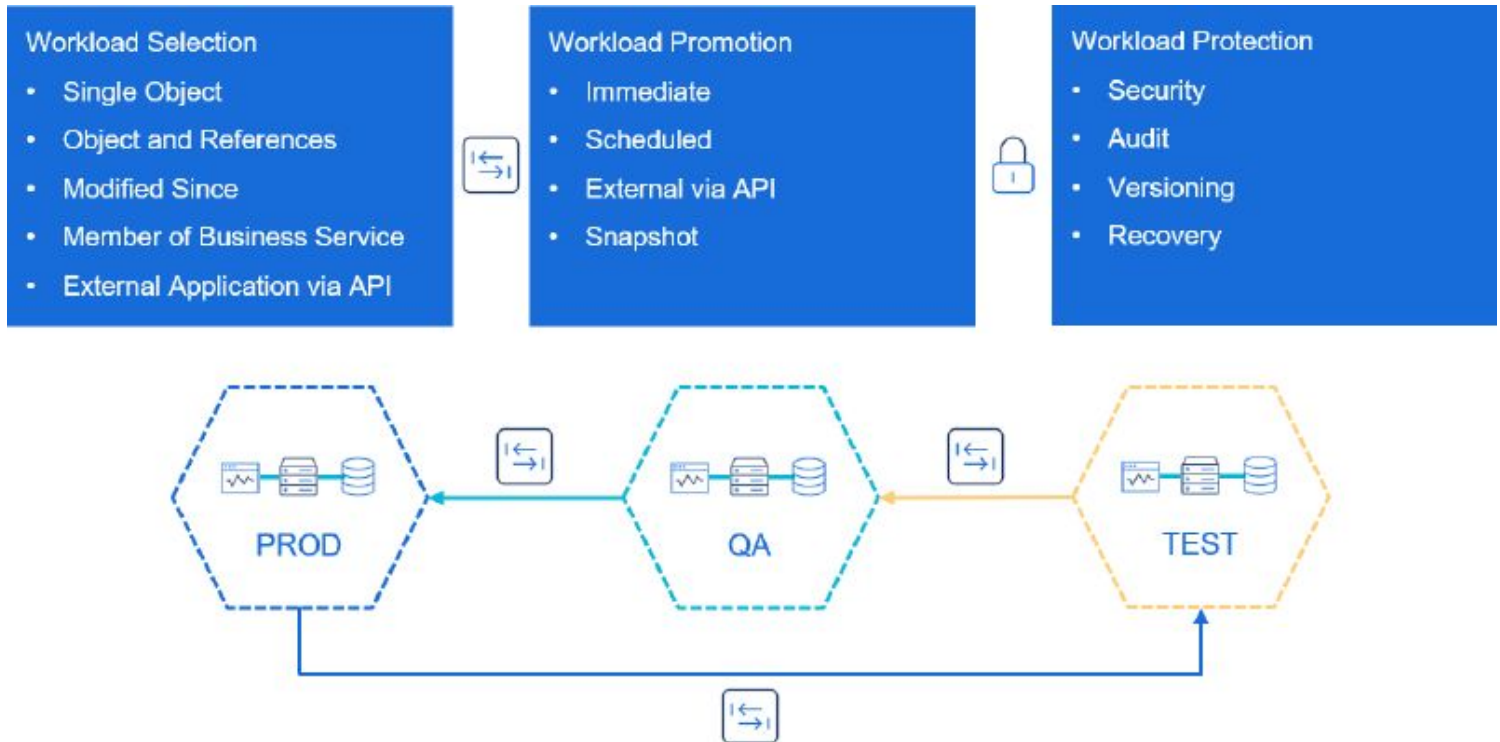 Workload Selection
• Single Object
• Object and References
• Modified Since
• Member of Business Service
• External Application via API
Workload Promotion
• Immediate
• Scheduled
• External via API
• Snapshot
Workload Protection
• Security
• Audit
• Versioning
• Recovery
PROD
QA
TEST